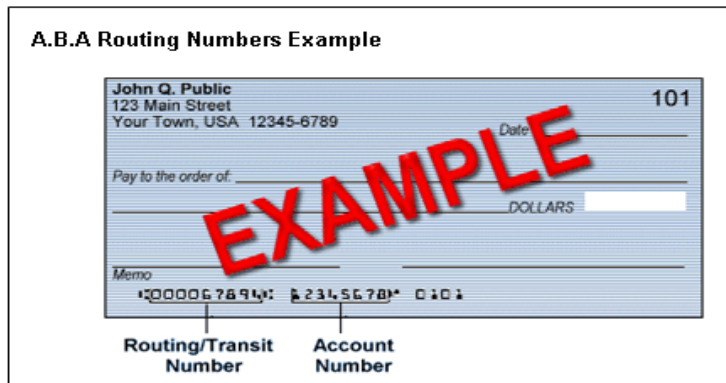 A.B.A Routing Numbers Example
John Q. Public
123 Main Street
Your Town, USA 12345-6789
101
Date
Pay to the order of:
DOLLARS
EXAMPLE
Memo
⑆000067894⑆ 12345678⑈ 0101
Routing/Transit Number
Account Number